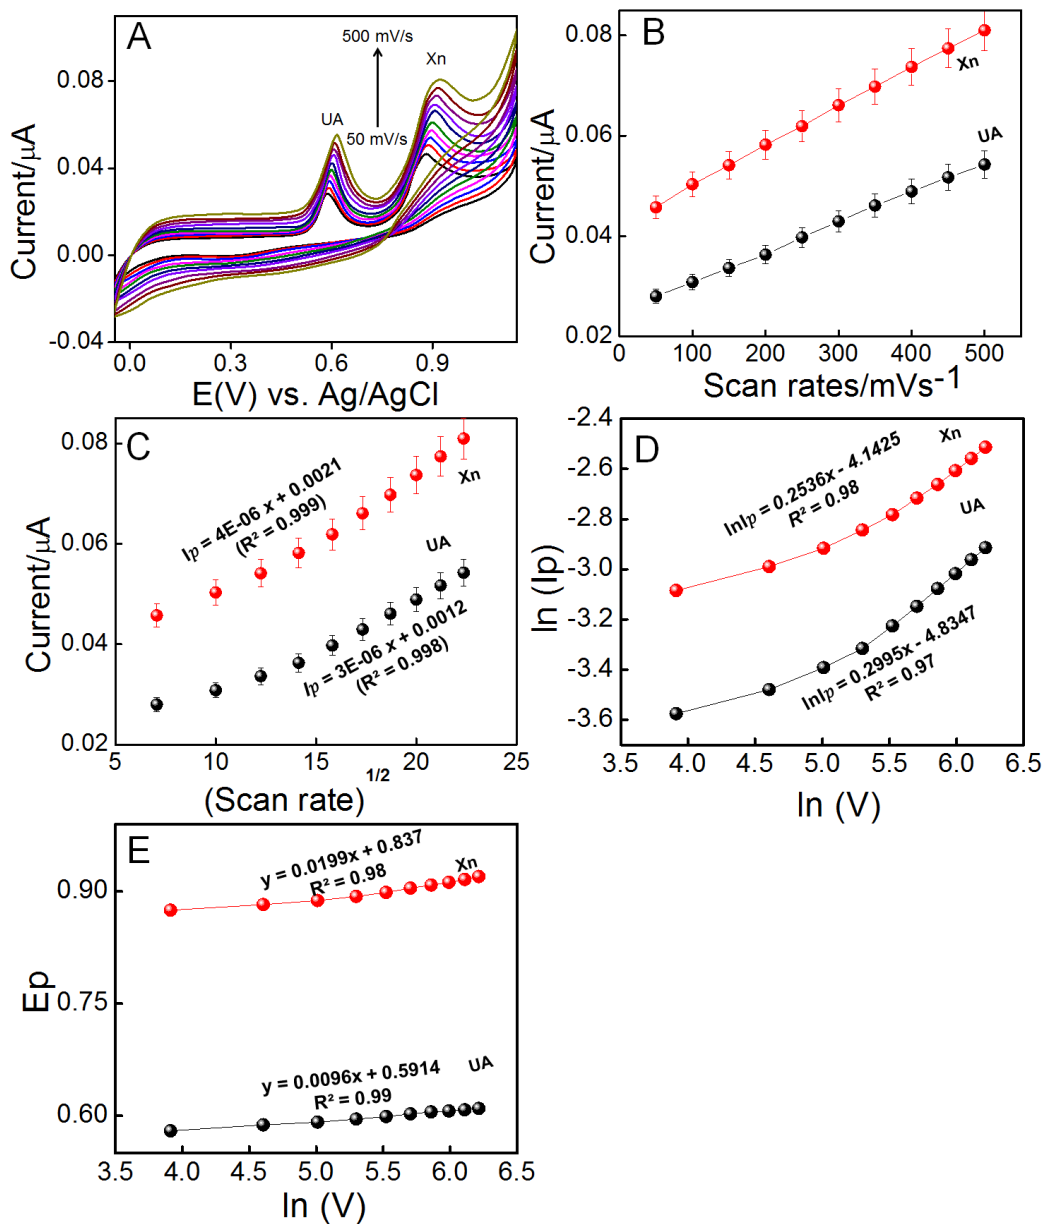 A
500 mV/s
Xn
UA
50 mV/s
0.08
0.04
0.00
-0.04
Current/μA
0.0 0.3 0.6 0.9
E(V) vs. Ag/AgCl
B
Xn
UA
0.08
0.06
0.04
0.02
Current/μA
0 100 200 300 400 500
Scan rates/mVs-1
C
Xn
Ip = 4E-06 x + 0.0021
(R² = 0.999)
UA
Ip = 3E-06 x + 0.0012
(R² = 0.998)
0.08
0.06
0.04
0.02
Current/μA
5 10 15 20 25
(Scan rate)1/2
D
Xn
lnIp = 0.2536x - 4.1425
R² = 0.98
UA
lnIp = 0.2995x - 4.8347
R² = 0.97
-2.4
-2.6
-2.8
-3.0
-3.2
-3.4
-3.6
ln (Ip)
3.5 4.0 4.5 5.0 5.5 6.0 6.5
ln (V)
E
y = 0.0199x + 0.837
R² = 0.98
Xn
y = 0.0096x + 0.5914
R² = 0.99
UA
0.90
0.75
0.60
Ep
3.5 4.0 4.5 5.0 5.5 6.0 6.5
ln (V)